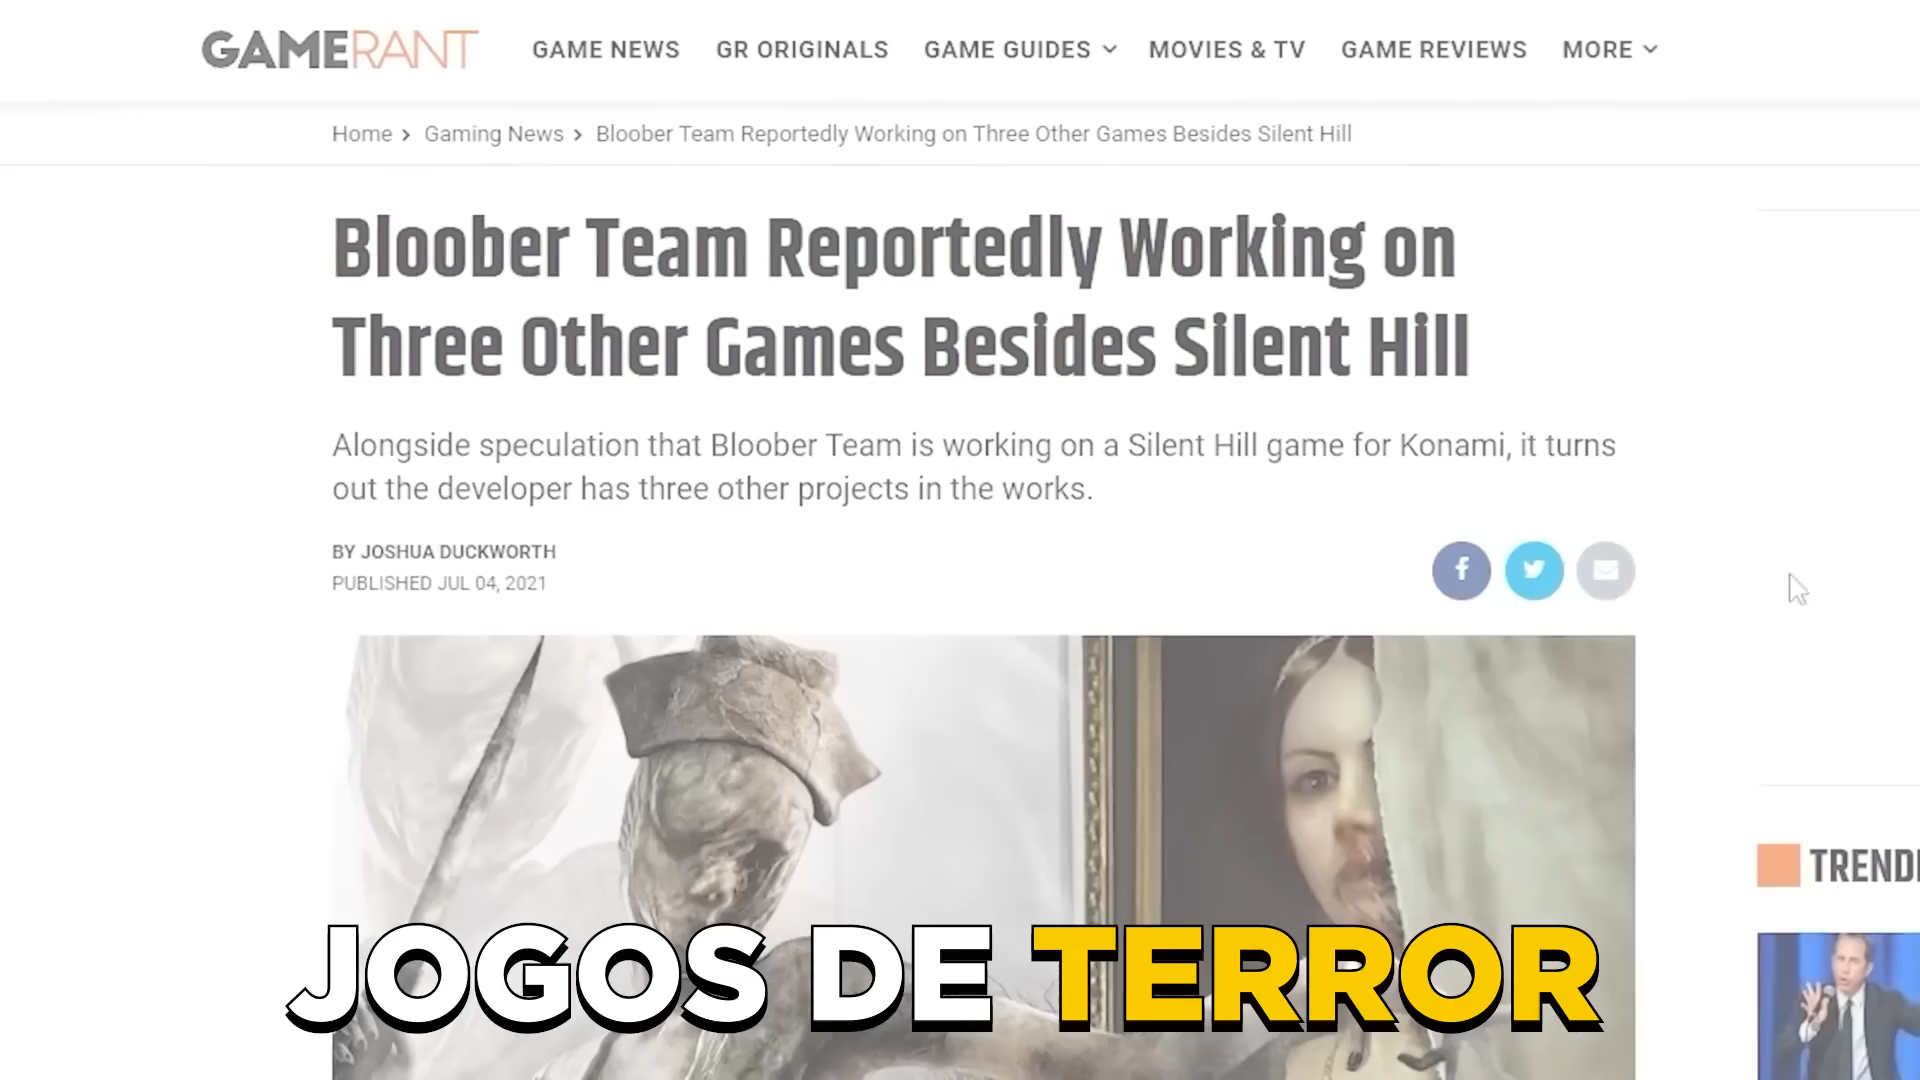 GAMERANT
GAME NEWS
GR ORIGINALS
GAME GUIDES
MOVIES & TV
GAME REVIEWS
MORE
Home > Gaming News > Bloober Team Reportedly Working on Three Other Games Besides Silent Hill
Bloober Team Reportedly Working on
Three Other Games Besides Silent Hill
Alongside speculation that Bloober Team is working on a Silent Hill game for Konami, it turns
out the developer has three other projects in the works.
BY JOSHUA DUCKWORTH
PUBLISHED JUL 04, 2021
JOGOS DE TERROR